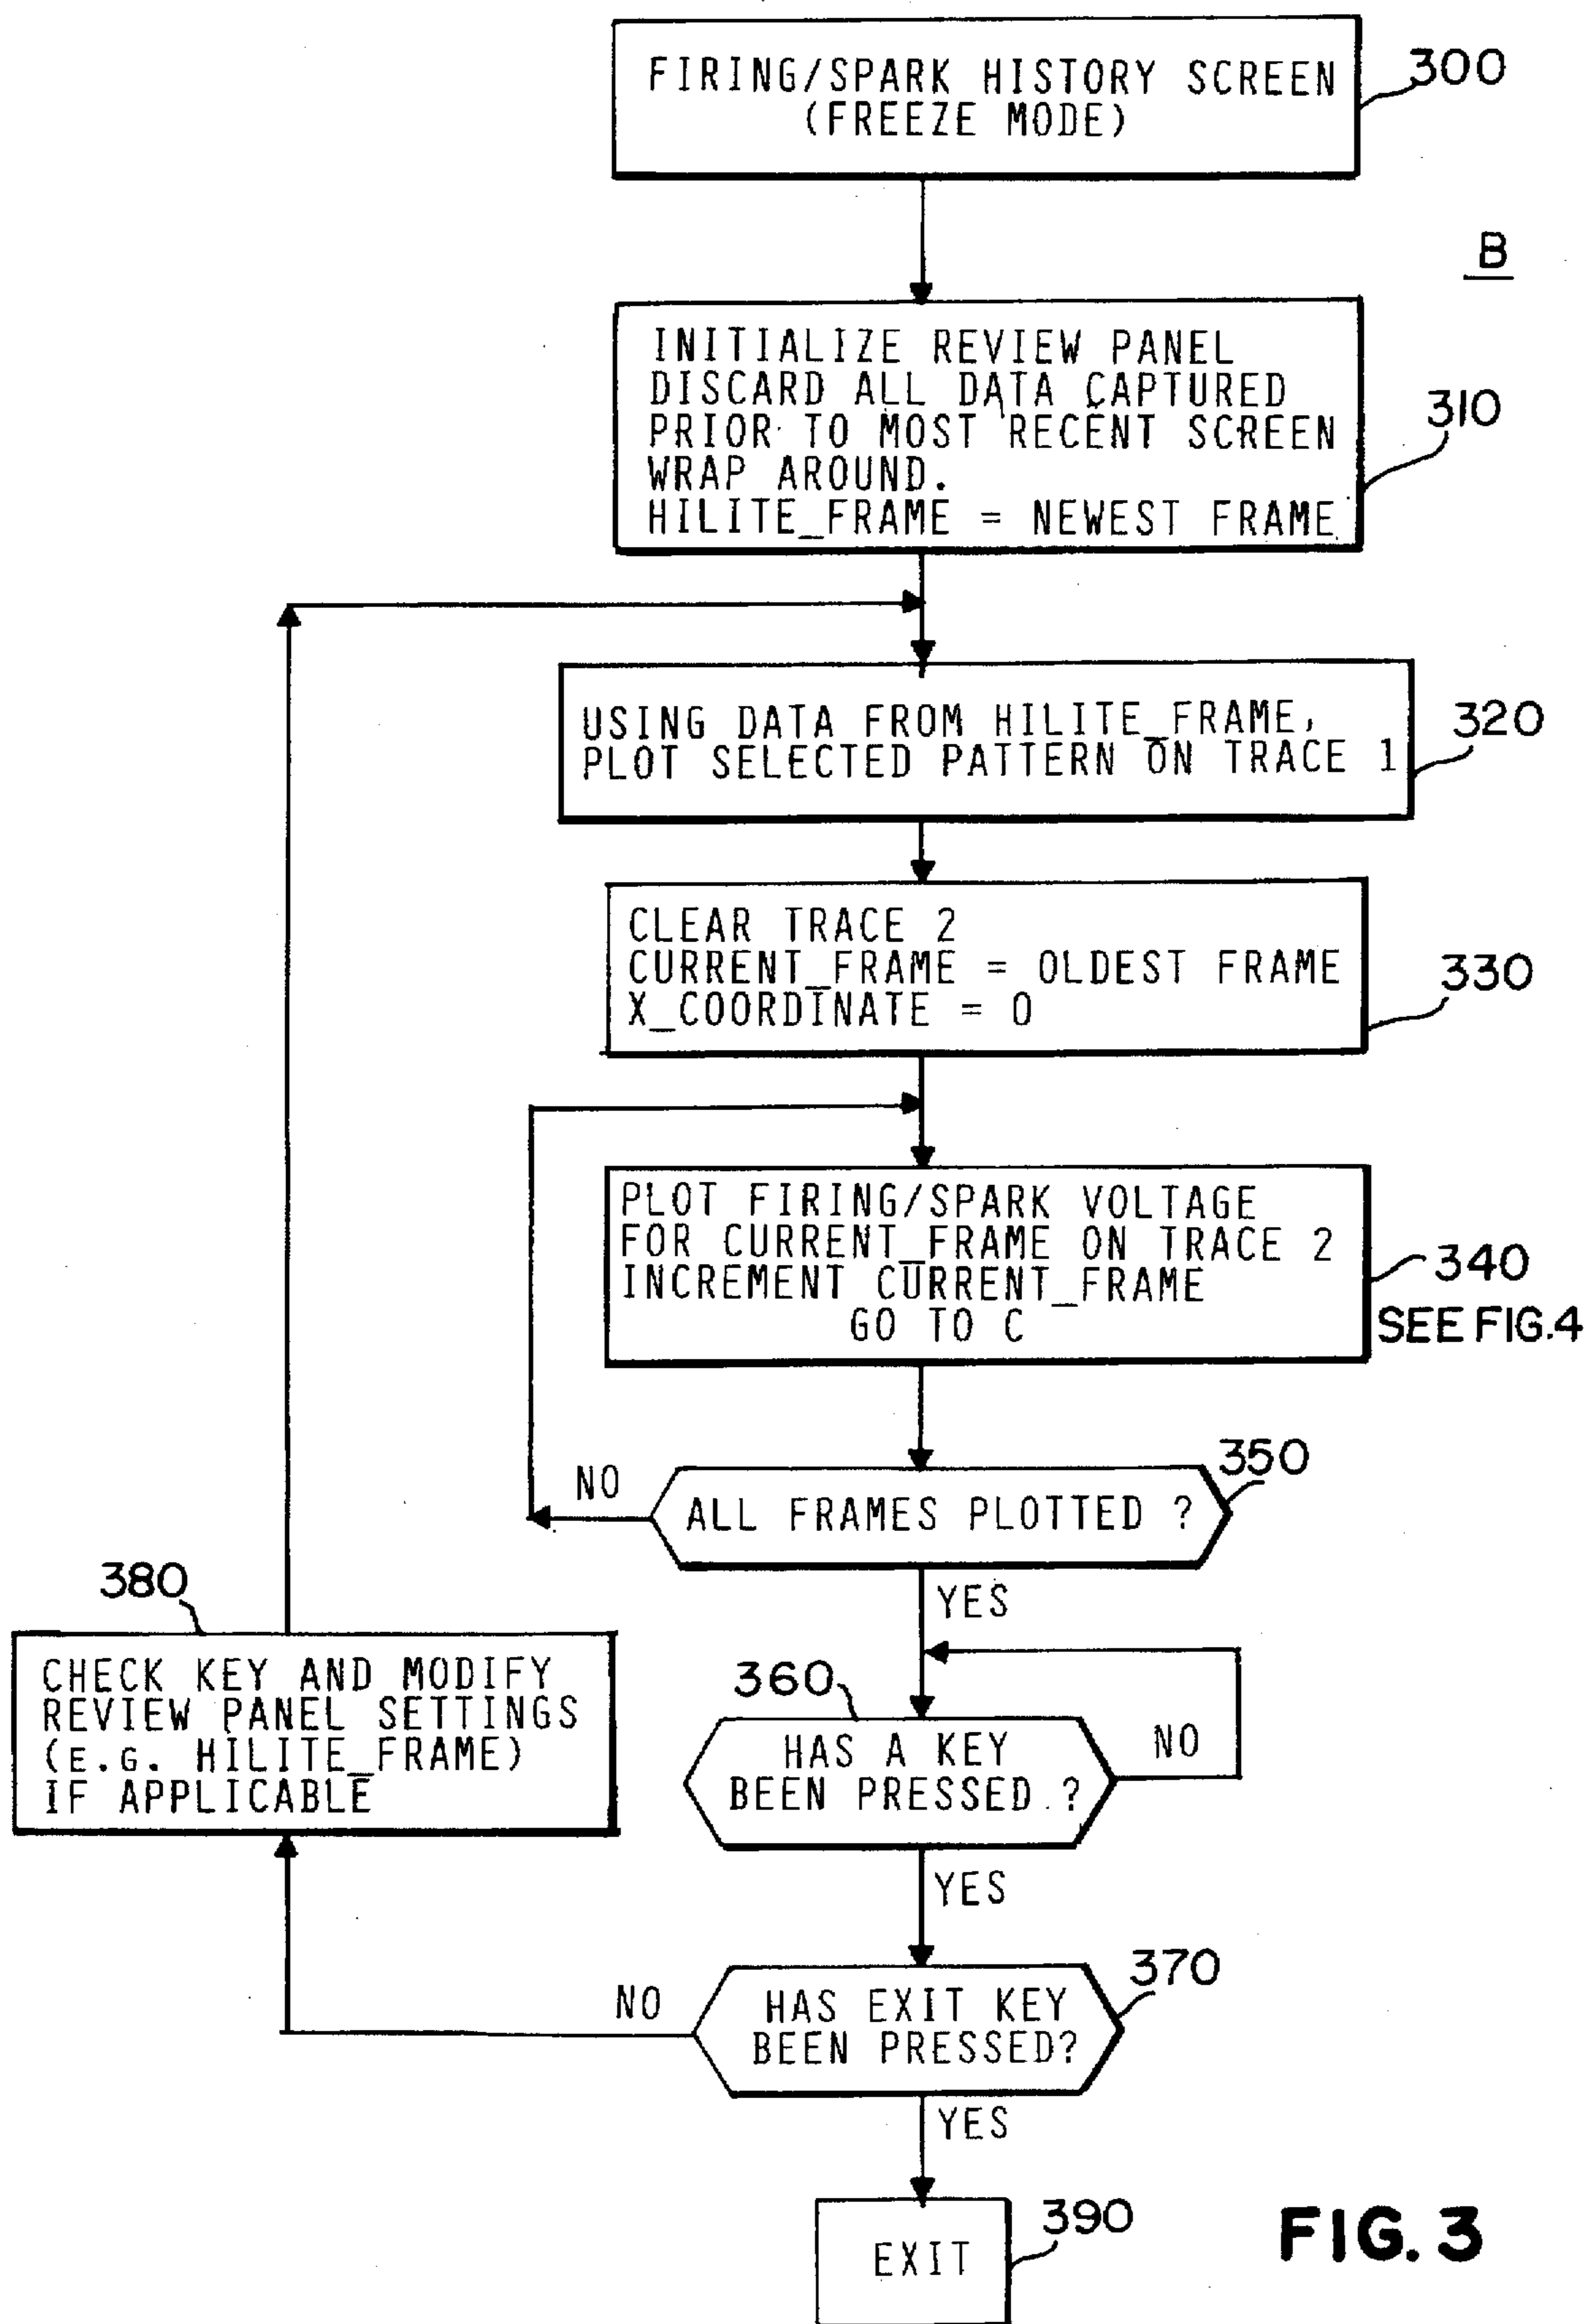 FIRING/SPARK HISTORY SCREEN
(FREEZE MODE)
300
B
INITIALIZE REVIEW PANEL
DISCARD ALL DATA CAPTURED
PRIOR TO MOST RECENT SCREEN
WRAP AROUND.
HILITE_FRAME = NEWEST FRAME
310
USING DATA FROM HILITE_FRAME,
PLOT SELECTED PATTERN ON TRACE 1
320
CLEAR TRACE 2
CURRENT_FRAME = OLDEST FRAME
X_COORDINATE = 0
330
PLOT FIRING/SPARK VOLTAGE
FOR CURRENT_FRAME ON TRACE 2
INCREMENT CURRENT_FRAME
GO TO C
340
SEE FIG.4
350
NO
ALL FRAMES PLOTTED ?
YES
380
CHECK KEY AND MODIFY
REVIEW PANEL SETTINGS
(E.G. HILITE_FRAME)
IF APPLICABLE
360
HAS A KEY
BEEN PRESSED ?
NO
YES
370
NO
HAS EXIT KEY
BEEN PRESSED?
YES
390
EXIT
FIG. 3